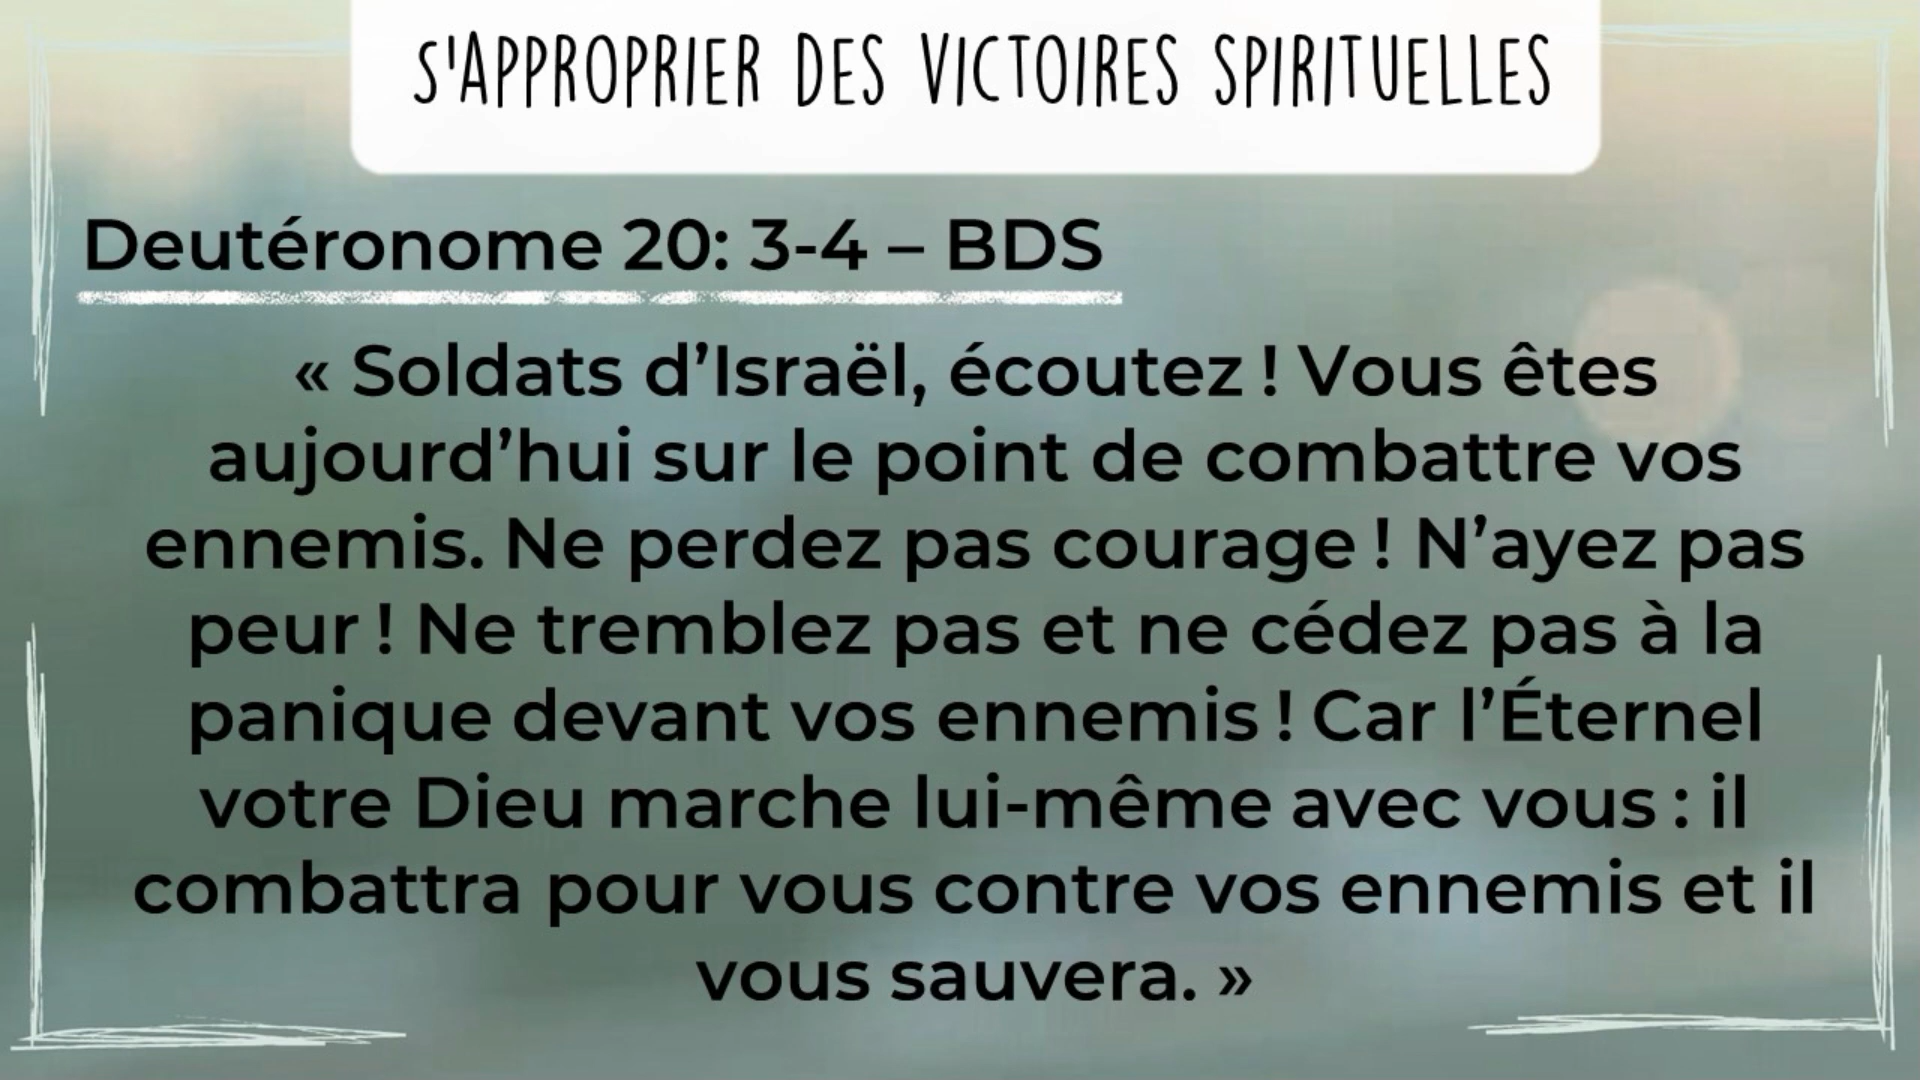 S'APPROPRIER DES VICTOIRES SPIRITUELLES
Deutéronome 20: 3-4 – BDS
« Soldats d’Israël, écoutez ! Vous êtes
aujourd’hui sur le point de combattre vos
ennemis. Ne perdez pas courage ! N’ayez pas
peur ! Ne tremblez pas et ne cédez pas à la
panique devant vos ennemis ! Car l’Éternel
votre Dieu marche lui-même avec vous : il
combattra pour vous contre vos ennemis et il
vous sauvera. »